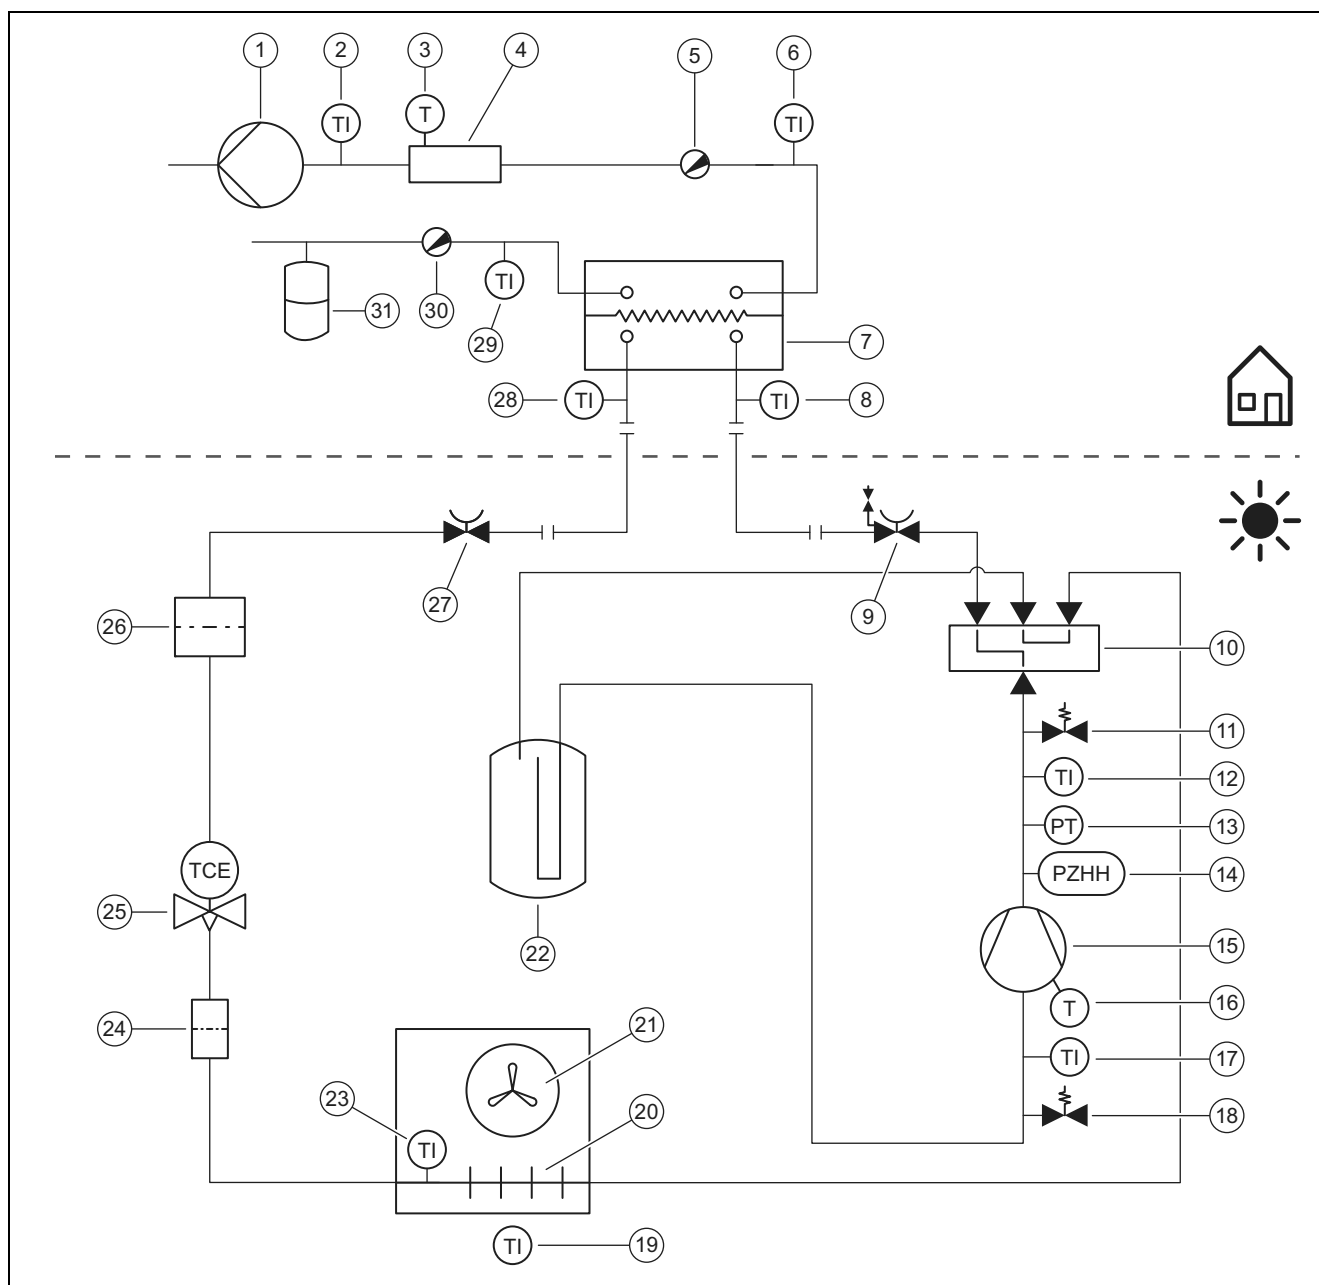 1 2 3 4 5 6
TI T TI
TI
31 30 29 7
28 TI TI 8
27 9
26 10
11
TI 12
PT 13
TCE PZHH 14
25 15
22
T 16
24 21
TI 17
23 20 18
TI
TI 19